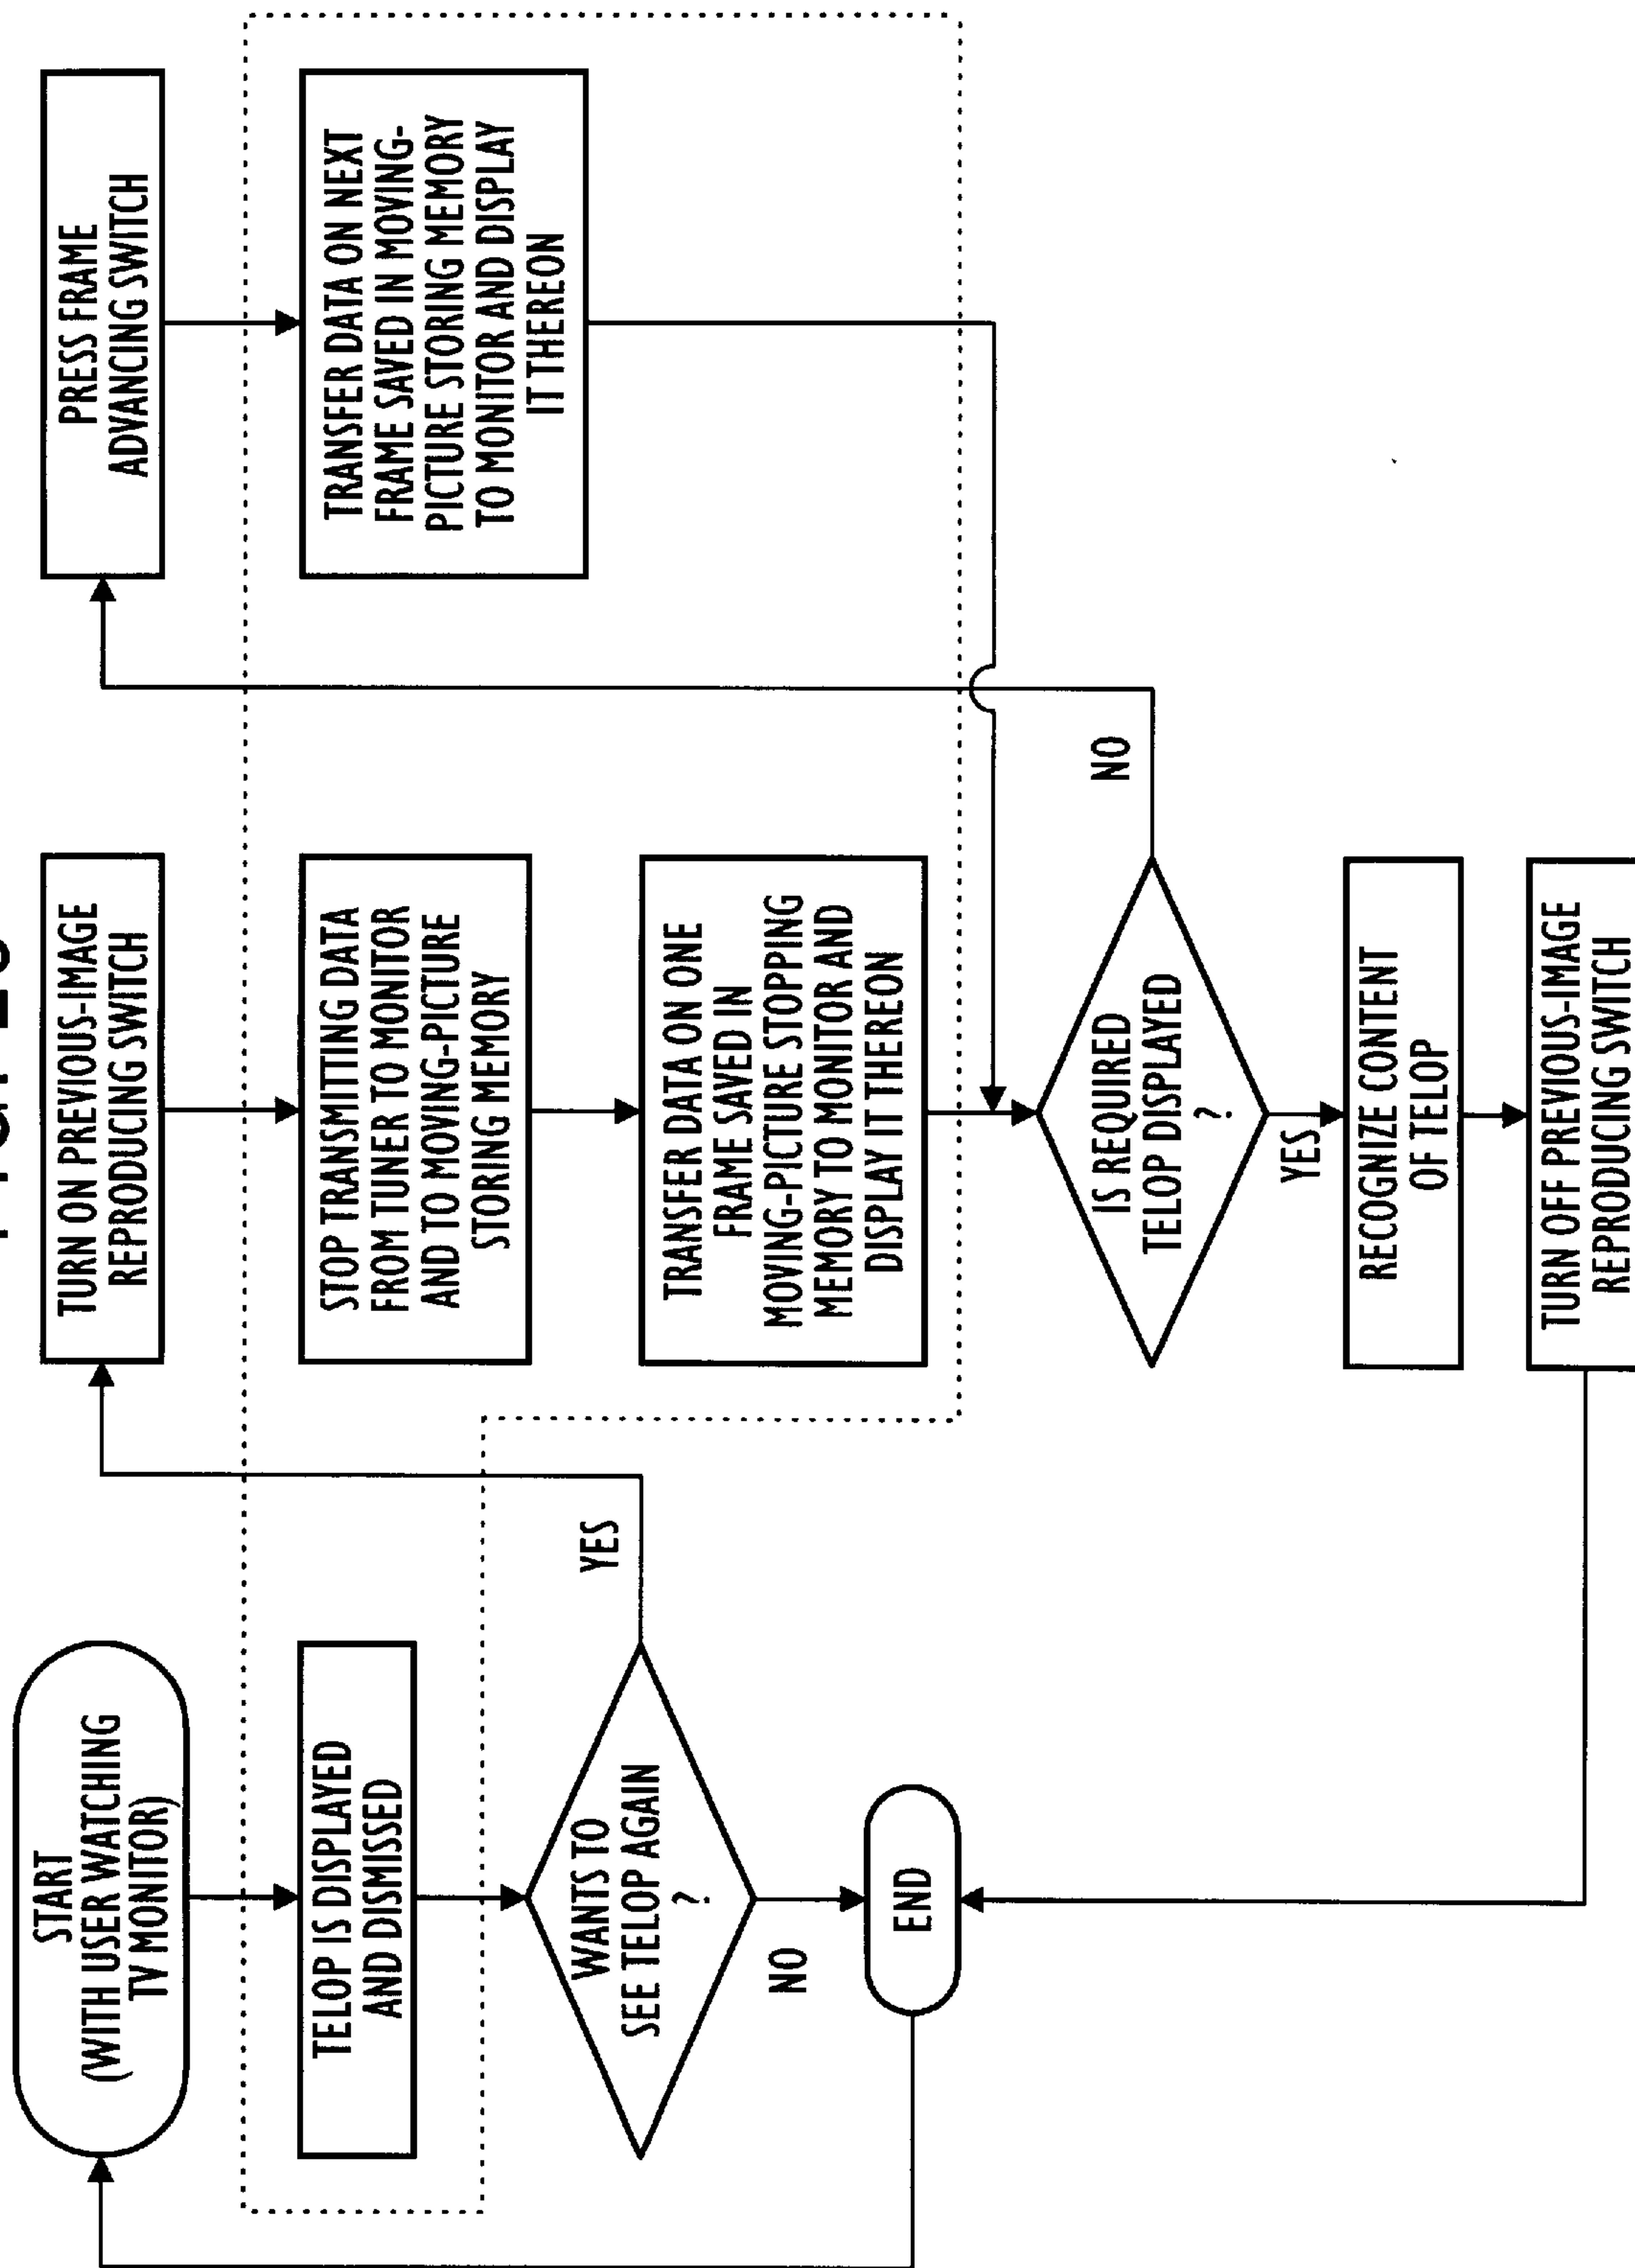 START
(WITH USER WATCHING
TV MONITOR)
TELOP IS DISPLAYED
AND DISMISSED
WANTS TO
SEE TELOP AGAIN
?
YES
NO
END
TURN ON PREVIOUS-IMAGE
REPRODUCING SWITCH
STOP TRANSMITTING DATA
FROM TUNER TO MONITOR
AND TO MOVING-PICTURE
STORING MEMORY
TRANSFER DATA ON ONE
FRAME SAVED IN
MOVING-PICTURE STOPPING
MEMORY TO MONITOR AND
DISPLAY IT THEREON
IS REQUIRED
TELOP DISPLAYED
?
NO
YES
RECOGNIZE CONTENT
OF TELOP
TURN OFF PREVIOUS-IMAGE
REPRODUCING SWITCH
PRESS FRAME
ADVANCING SWITCH
TRANSFER DATA ON NEXT
FRAME SAVED IN MOVING-
PICTURE STORING MEMORY
TO MONITOR AND DISPLAY
IT THEREON